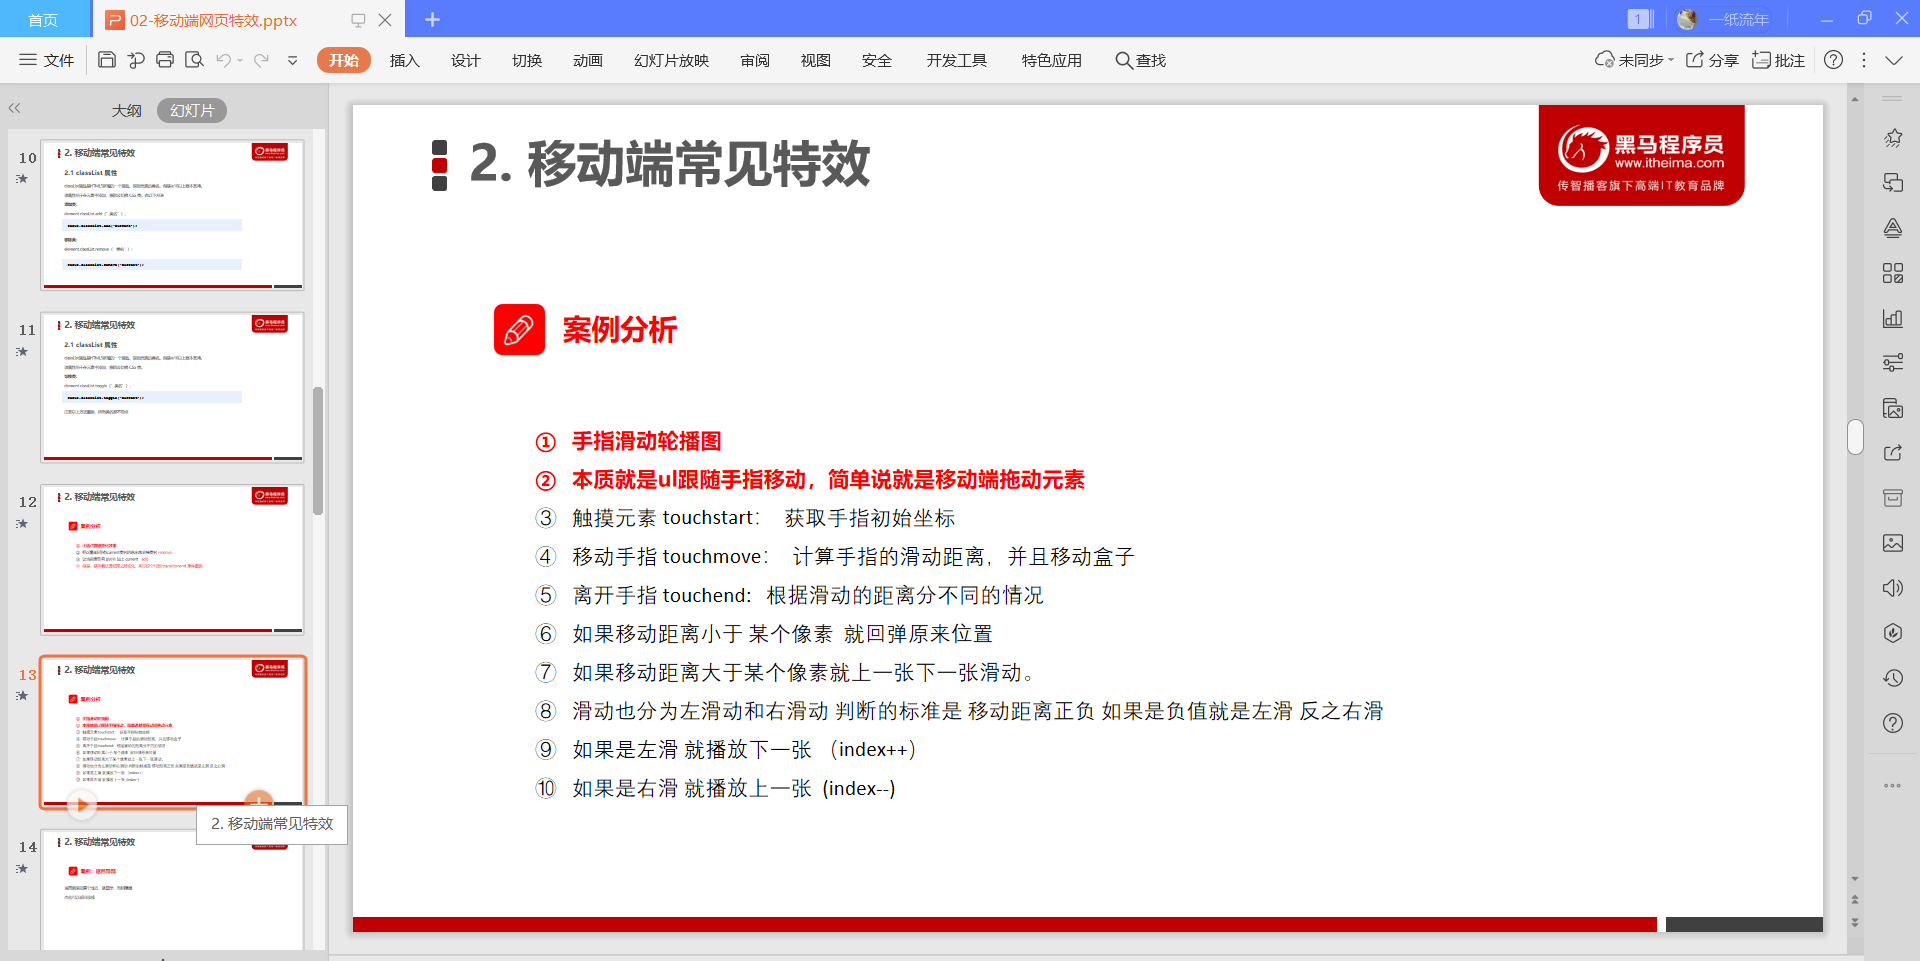 首页
02-移动端网页特效.pptx
1
一纸流年
文件
开始
插入
设计
切换
动画
幻灯片放映
审阅
视图
安全
开发工具
特色应用
查找
未同步
分享
批注
大纲
幻灯片
10
2. 移动端常见特效
2.1 classList 属性
11
2. 移动端常见特效
2.1 classList 属性
12
2. 移动端常见特效
案例分析
13
2. 移动端常见特效
案例分析
2. 移动端常见特效
14
2. 移动端常见特效
案例：返回顶部
2. 移动端常见特效
黑马程序员
www.itheima.com
传智播客旗下高端IT教育品牌
案例分析
① 手指滑动轮播图
② 本质就是ul跟随手指移动，简单说就是移动端拖动元素
③ 触摸元素 touchstart： 获取手指初始坐标
④ 移动手指 touchmove： 计算手指的滑动距离，并且移动盒子
⑤ 离开手指 touchend: 根据滑动的距离分不同的情况
⑥ 如果移动距离小于 某个像素 就回弹原来位置
⑦ 如果移动距离大于某个像素就上一张下一张滑动。
⑧ 滑动也分为左滑动和右滑动 判断的标准是 移动距离正负 如果是负值就是左滑 反之右滑
⑨ 如果是左滑 就播放下一张 （index++）
⑩ 如果是右滑 就播放上一张 (index--)